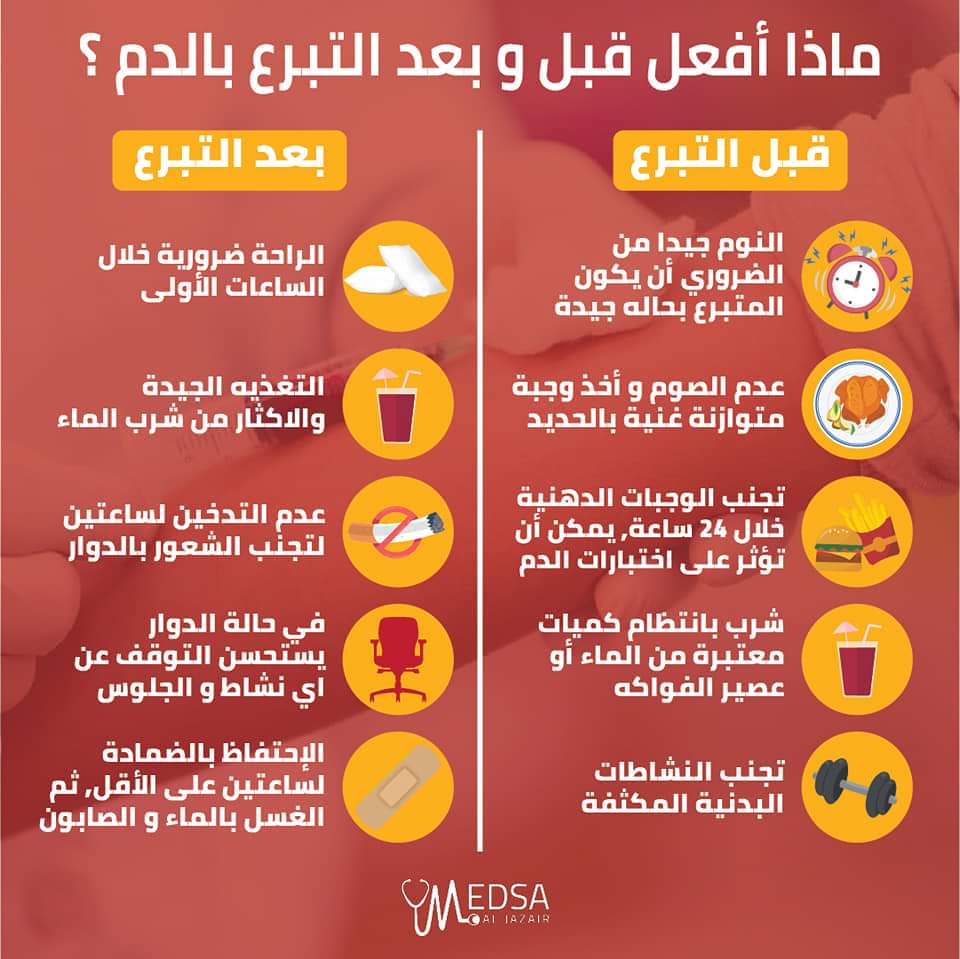 ماذا أفعل قبل و بعد التبرع بالدم ؟
قبل التبرع
النوم جيدا من
الضروري أن يكون
المتبرع بحاله جيدة
عدم الصوم و أخذ وجبة
متوازنة غنية بالحديد
تجنب الوجبات الدهنية
خلال 24 ساعة, يمكن أن
تؤثر على اختبارات الدم
شرب بانتظام كميات
معتبرة من الماء أو
عصير الفواكه
تجنب النشاطات
البدنية المكثفة
بعد التبرع
الراحة ضرورية خلال
الساعات الأولى
التغذيه الجيدة
والاكثار من شرب الماء
عدم التدخين لساعتين
لتجنب الشعور بالدوار
في حالة الدوار
يستحسن التوقف عن
اي نشاط و الجلوس
الإحتفاظ بالضمادة
لساعتين على الأقل, ثم
الغسل بالماء و الصابون
MEDSA
AL JAZAIR